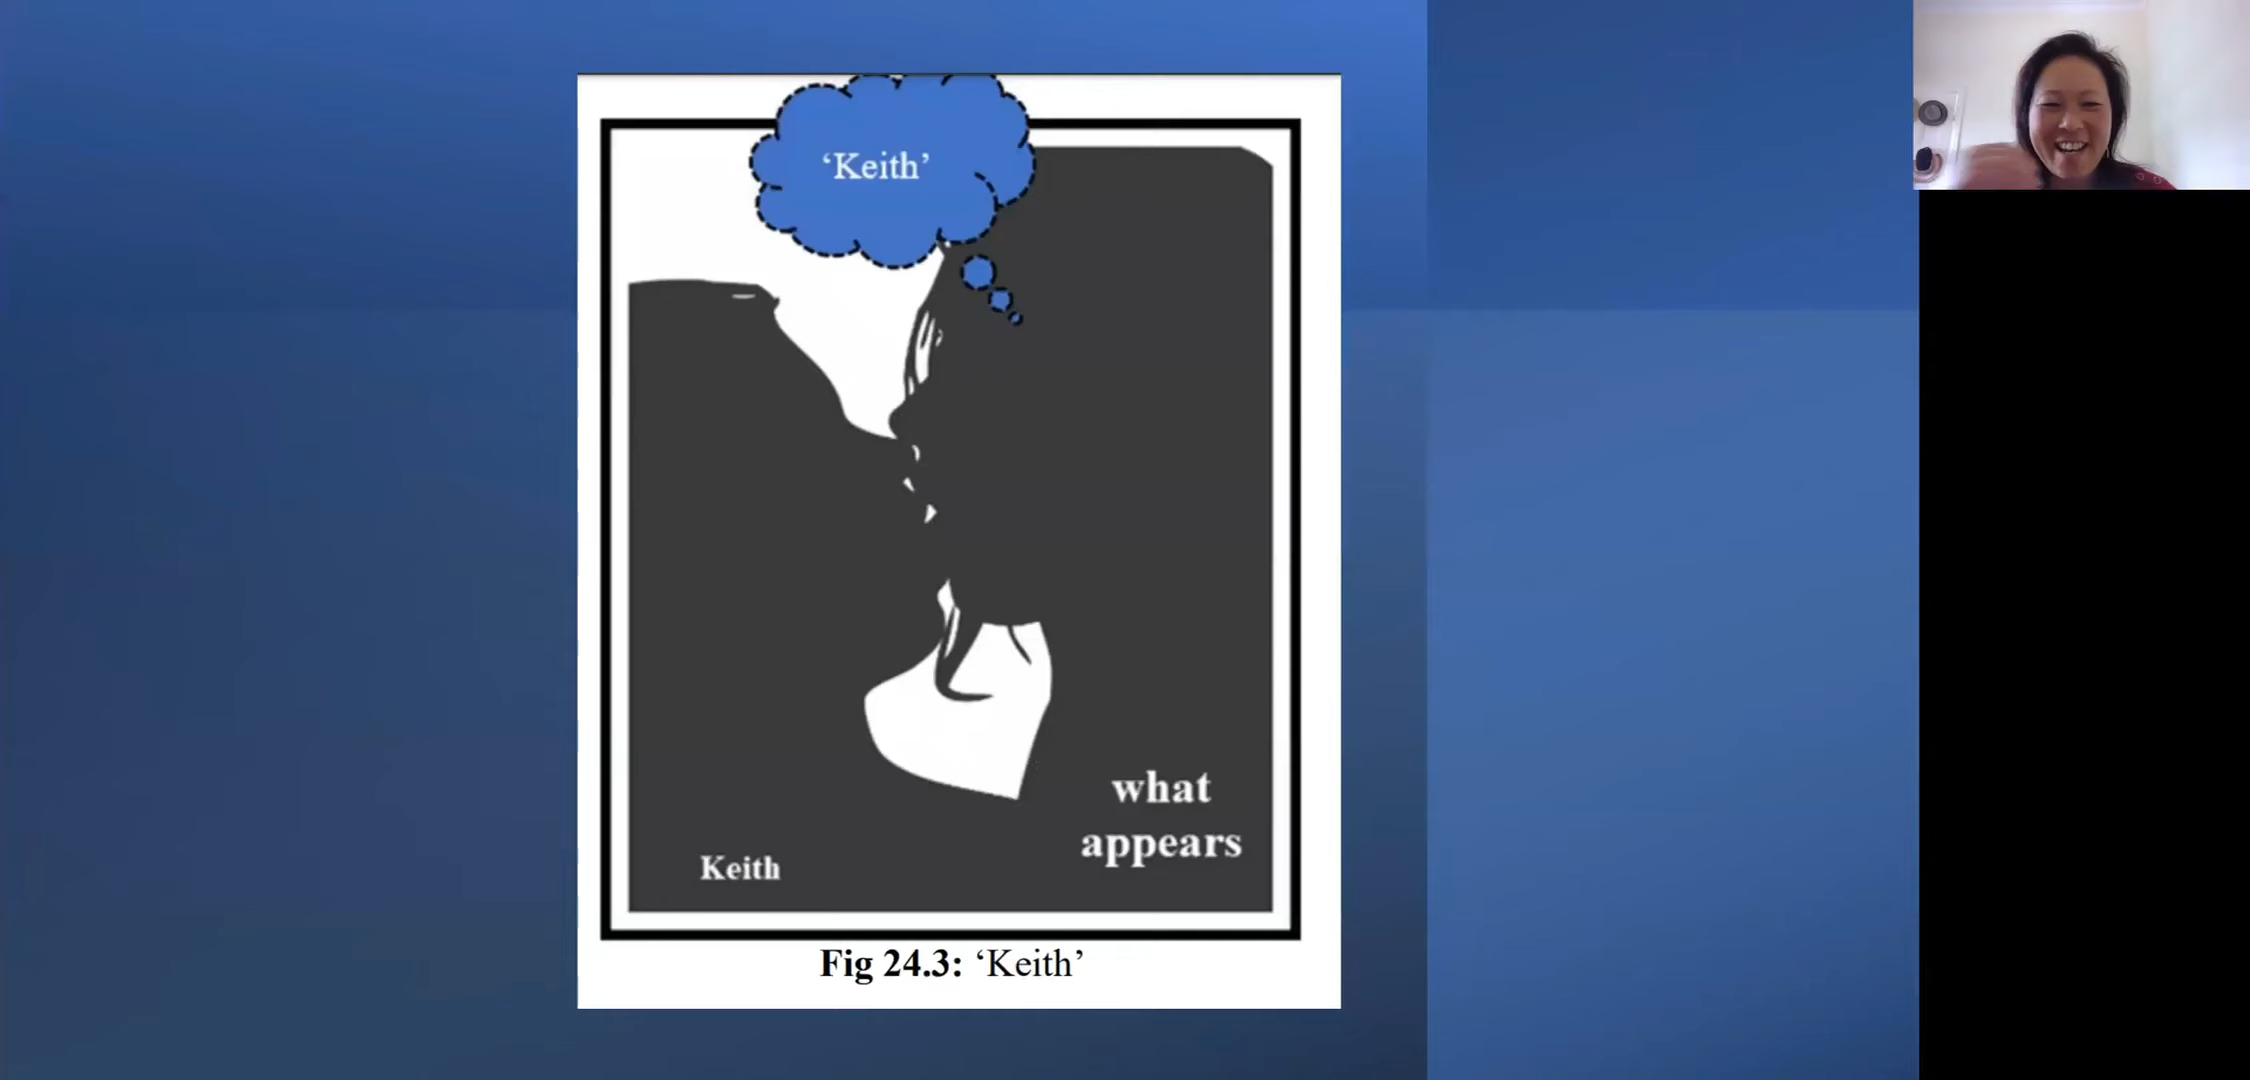 ‘Keith’
what
appears
Keith
Fig 24.3: ‘Keith’